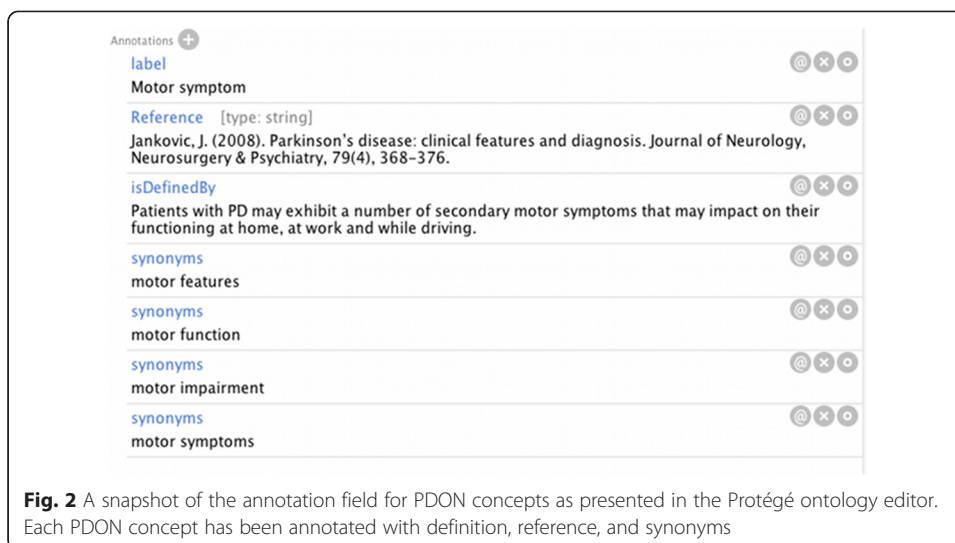 Annotations
label
Motor symptom
Reference [type: string]
Jankovic, J. (2008). Parkinson's disease: clinical features and diagnosis. Journal of Neurology,
Neurosurgery & Psychiatry, 79(4), 368–376.
isDefinedBy
Patients with PD may exhibit a number of secondary motor symptoms that may impact on their
functioning at home, at work and while driving.
synonyms
motor features
synonyms
motor function
synonyms
motor impairment
synonyms
motor symptoms
Fig. 2 A snapshot of the annotation field for PDON concepts as presented in the Protégé ontology editor.
Each PDON concept has been annotated with definition, reference, and synonyms